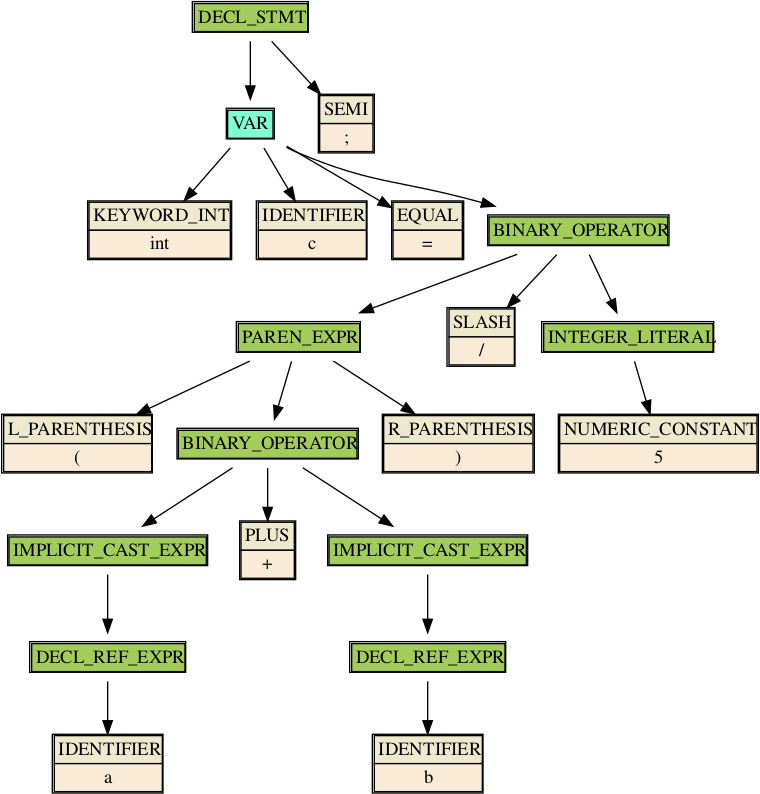 DECL_STMT
VAR
SEMI
;
KEYWORD_INT
int
IDENTIFIER
c
EQUAL
=
BINARY_OPERATOR
PAREN_EXPR
SLASH
/
INTEGER_LITERAL
L_PARENTHESIS
(
BINARY_OPERATOR
R_PARENTHESIS
)
NUMERIC_CONSTANT
5
IMPLICIT_CAST_EXPR
PLUS
+
IMPLICIT_CAST_EXPR
DECL_REF_EXPR
DECL_REF_EXPR
IDENTIFIER
a
IDENTIFIER
b